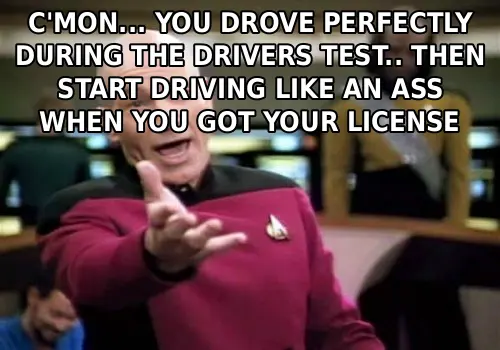 C'MON... YOU DROVE PERFECTLY
DURING THE DRIVERS TEST.. THEN
START DRIVING LIKE AN ASS
WHEN YOU GOT YOUR LICENSE